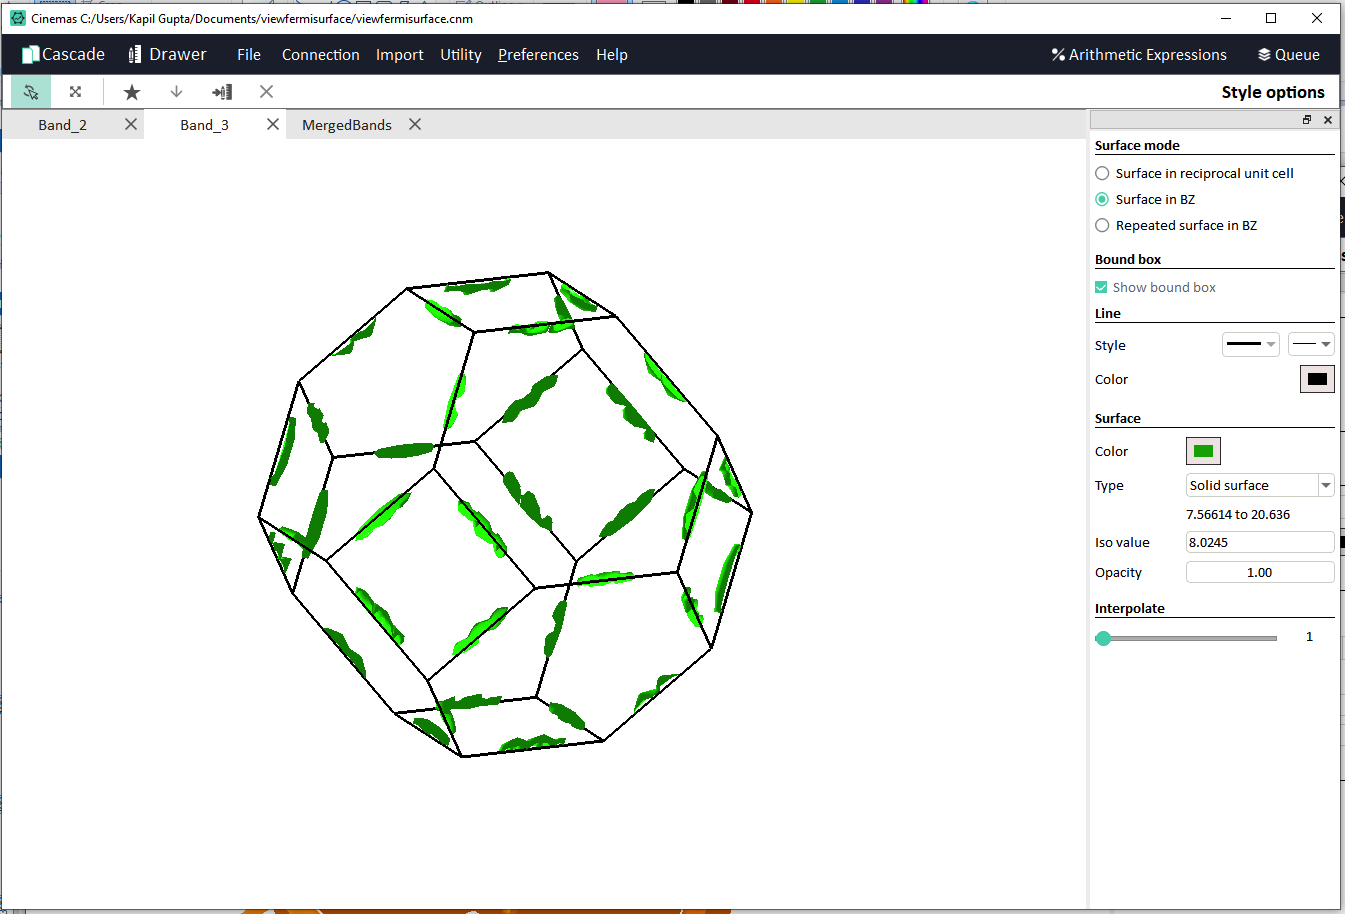 Cinemas C:/Users/Kapil Gupta/Documents/viewfermisurface/viewfermisurface.cnm
Cascade Drawer File Connection Import Utility Preferences Help Arithmetic Expressions Queue
Style options
Band_2 Band_3 MergedBands
Surface mode
Surface in reciprocal unit cell
Surface in BZ
Repeated surface in BZ
Bound box
Show bound box
Line
Style
Color
Surface
Color
Type Solid surface
7.56614 to 20.636
Iso value 8.0245
Opacity 1.00
Interpolate
1